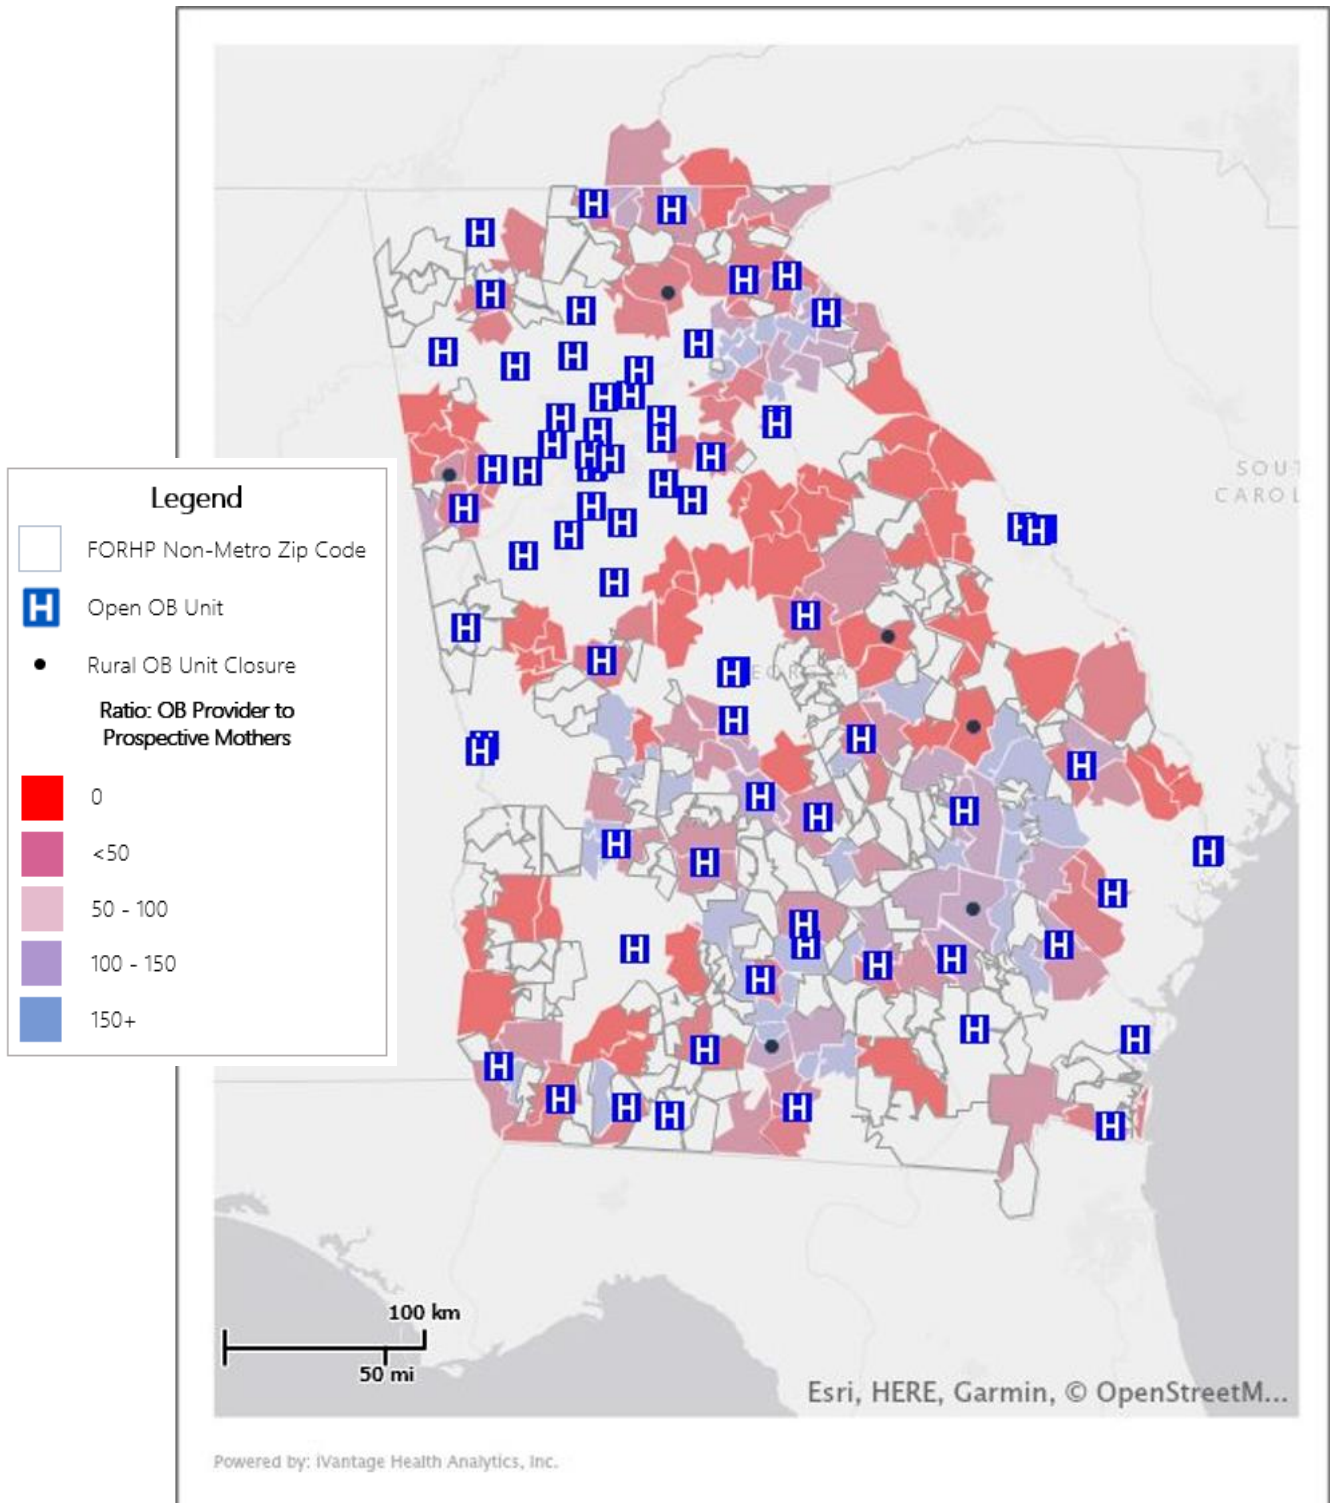 SOUT
CAROL
Legend
FORHP Non-Metro Zip Code
Open OB Unit
Rural OB Unit Closure
Ratio: OB Provider to
Prospective Mothers
0
<50
50 - 100
100 - 150
150+
100 km
50 mi
Esri, HERE, Garmin, © OpenStreetM...
Powered by: iVantage Health Analytics, Inc.